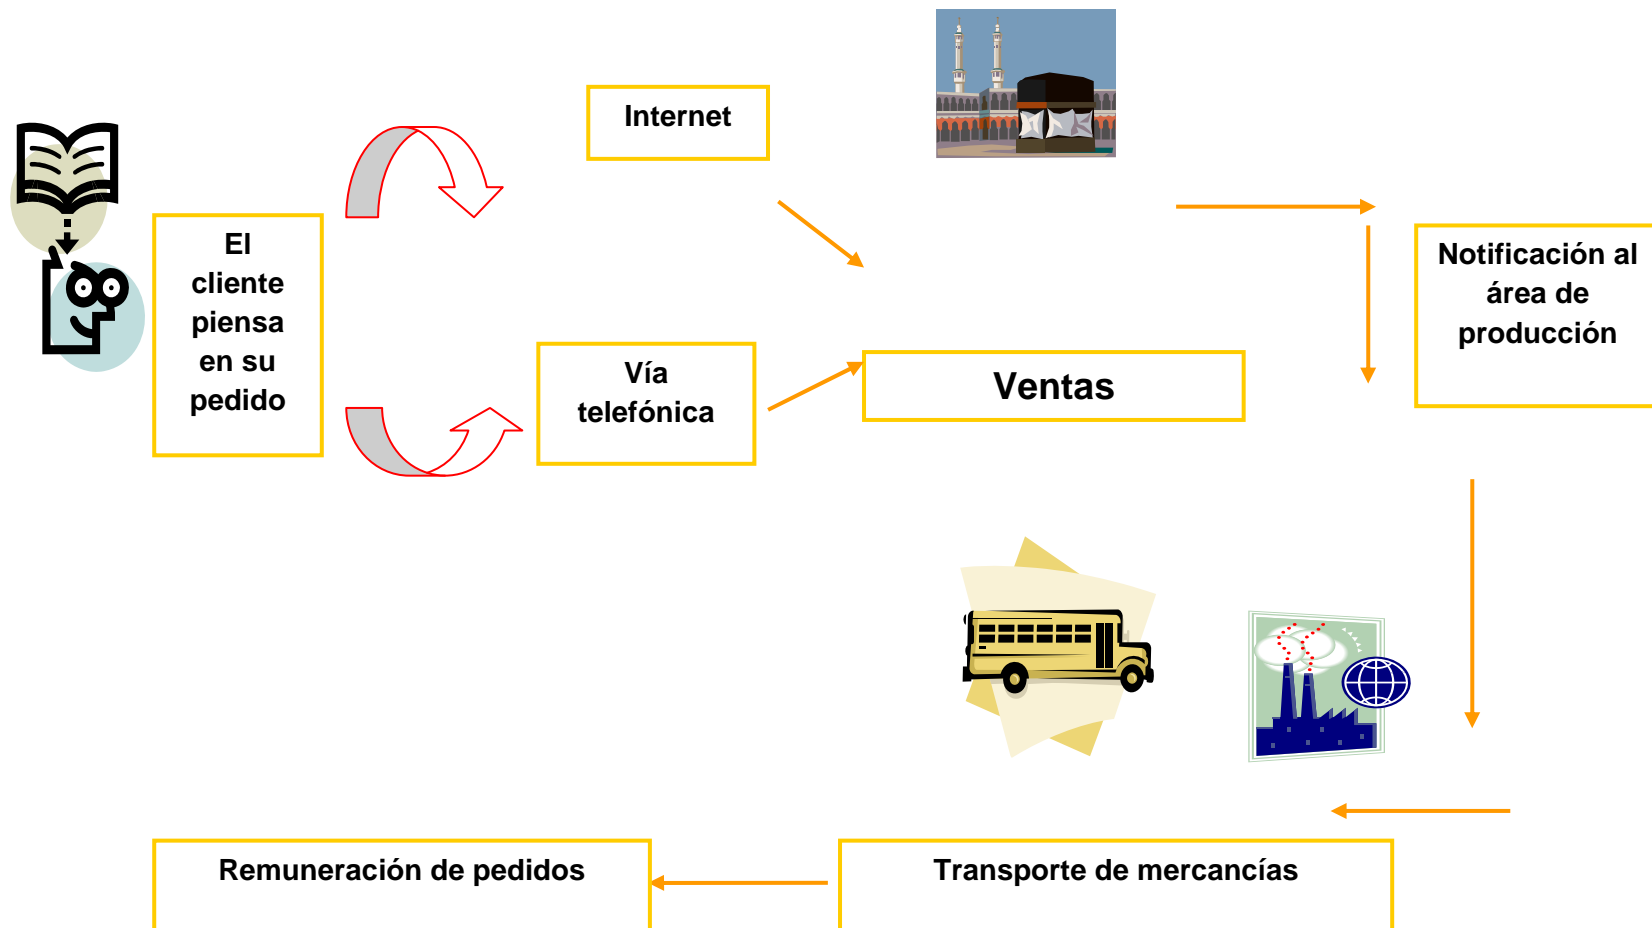 Internet
El
cliente
piensa
en su
pedido
Vía
telefónica
Ventas
Notificación al
área de
producción
Remuneración de pedidos
Transporte de mercancías